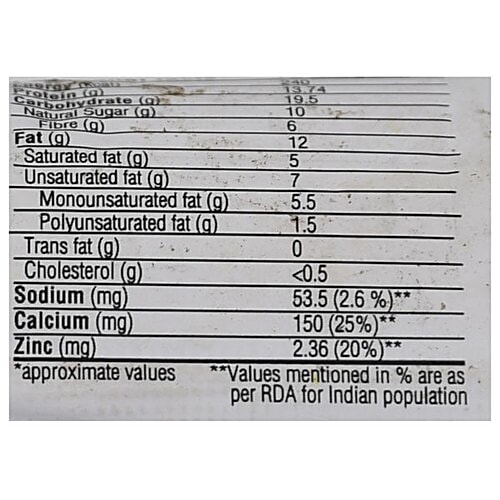 Energy (kcal) 240
Protein (g) 13.74
Carbohydrate (g) 19.5
Natural Sugar (g) 10
Fibre (g) 6
Fat (g) 12
Saturated fat (g) 5
Unsaturated fat (g) 7
Monounsaturated fat (g) 5.5
Polyunsaturated fat (g) 1.5
Trans fat (g) 0
Cholesterol (g) <0.5
Sodium (mg) 53.5 (2.6 %)**
Calcium (mg) 150 (25%)**
Zinc (mg) 2.36 (20%)**
*approximate values **Values mentioned in % are as
per RDA for Indian population